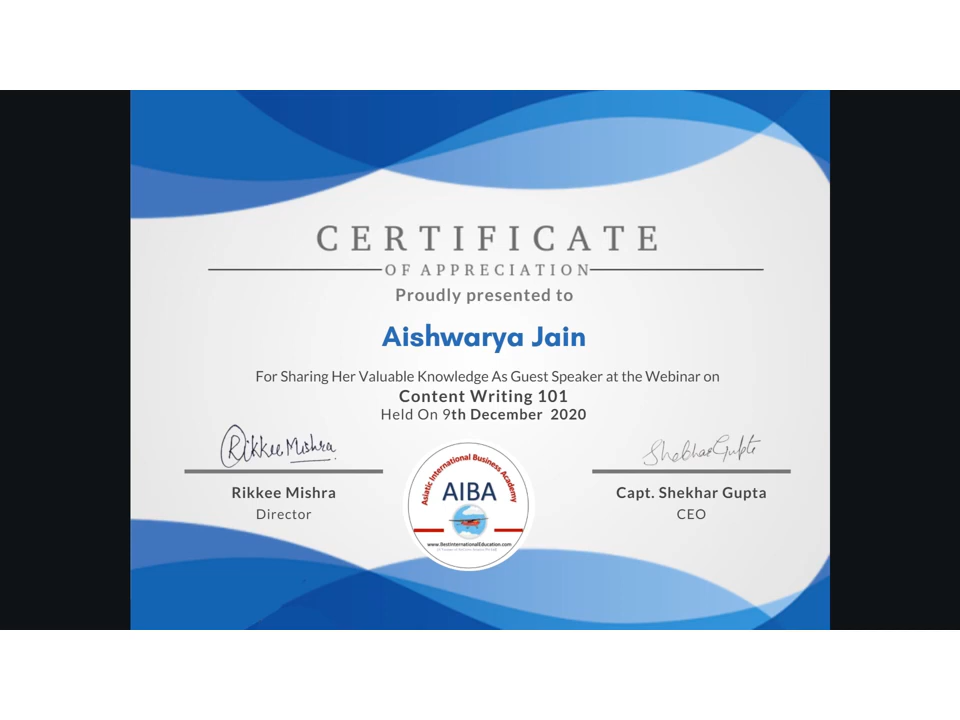 CERTIFICATE
OF APPRECIATION
Proudly presented to
Aishwarya Jain
For Sharing Her Valuable Knowledge As Guest Speaker at the Webinar on
Content Writing 101
Held On 9th December 2020
Rikkee Mishra
Shekhar Gupta
Rikkee Mishra
Director
Capt. Shekhar Gupta
CEO
Asiatic International Business Academy
AIBA
www.BestInternationalEducation.com